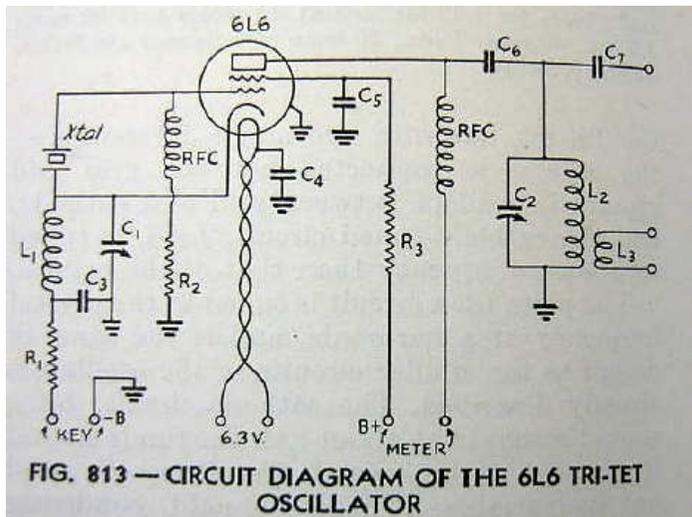 6L6
C6
C7
Xtal
RFC
C5
RFC
C4
L1
C1
C3
R2
R3
C2
L2
L3
R1
KEY
-B
6.3 V.
B+
METER
FIG. 813 — CIRCUIT DIAGRAM OF THE 6L6 TRI-TET
OSCILLATOR